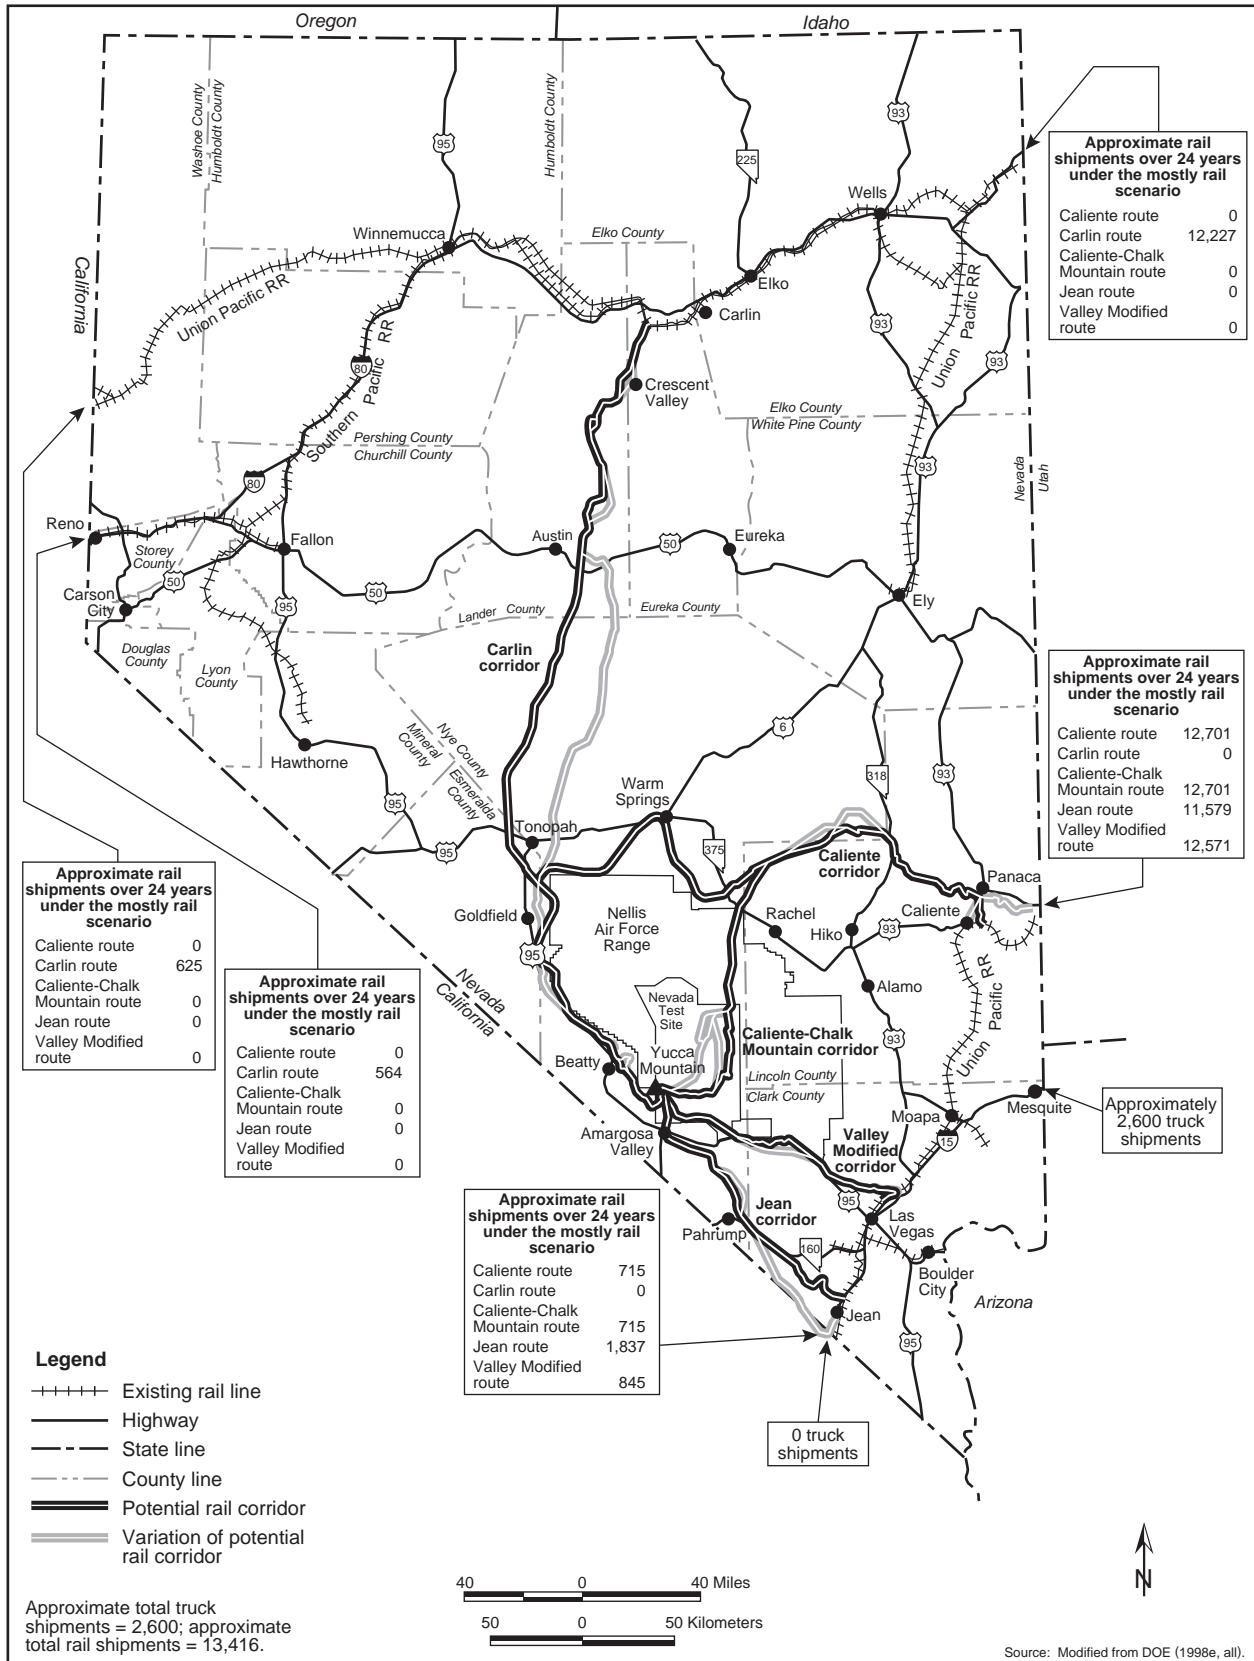 Oregon
Idaho
Washoe County
Humboldt County
Humboldt County
95
225
93
Approximate rail
shipments over 24 years
under the mostly rail
scenario
Caliente route 0
Carlin route 12,227
Caliente-Chalk
Mountain route 0
Jean route 0
Valley Modified
route 0
Wells
Winnemucca
Elko County
California
Union Pacific RR
Elko
Carlin
Union Pacific RR
93
93
80
Southern Pacific RR
Crescent
Valley
Elko County
White Pine County
Pershing County
Churchill County
93
Nevada
Utah
80
Reno
Storey
County
Fallon
Austin
50
Eureka
50
50
Carson
City
95
Ely
Lander County
Eureka County
Douglas
County
Lyon
County
Carlin
corridor
Approximate rail
shipments over 24 years
under the mostly rail
scenario
Caliente route 12,701
Carlin route 0
Caliente-Chalk
Mountain route 12,701
Jean route 11,579
Valley Modified
route 12,571
Nye County
Mineral
County
Esmeralda
County
Hawthorne
6
93
318
95
Warm
Springs
Tonopah
95
375
Caliente
corridor
Panaca
Approximate rail
shipments over 24 years
under the mostly rail
scenario
Caliente route 0
Carlin route 625
Caliente-Chalk
Mountain route 0
Jean route 0
Valley Modified
route 0
Goldfield
Nellis
Air Force
Range
Rachel
Hiko
93
Caliente
95
Nevada
California
Approximate rail
shipments over 24 years
under the mostly rail
scenario
Caliente route 0
Carlin route 564
Caliente-Chalk
Mountain route 0
Jean route 0
Valley Modified
route 0
Nevada
Test
Site
Alamo
Union Pacific RR
93
Caliente-Chalk
Mountain corridor
Beatty
Yucca
Mountain
Lincoln County
Clark County
Moapa
Mesquite
Approximately
2,600 truck
shipments
Amargosa
Valley
Valley
Modified
corridor
15
Approximate rail
shipments over 24 years
under the mostly rail
scenario
Caliente route 715
Carlin route 0
Caliente-Chalk
Mountain route 715
Jean route 1,837
Valley Modified
route 845
Jean
corridor
95
Las
Vegas
Pahrump
160
Boulder
City
Arizona
Jean
95
0 truck
shipments
Legend
Existing rail line
Highway
State line
County line
Potential rail corridor
Variation of potential
rail corridor
N
40 0 40 Miles
50 0 50 Kilometers
Approximate total truck
shipments = 2,600; approximate
total rail shipments = 13,416.
Source: Modified from DOE (1998e, all).